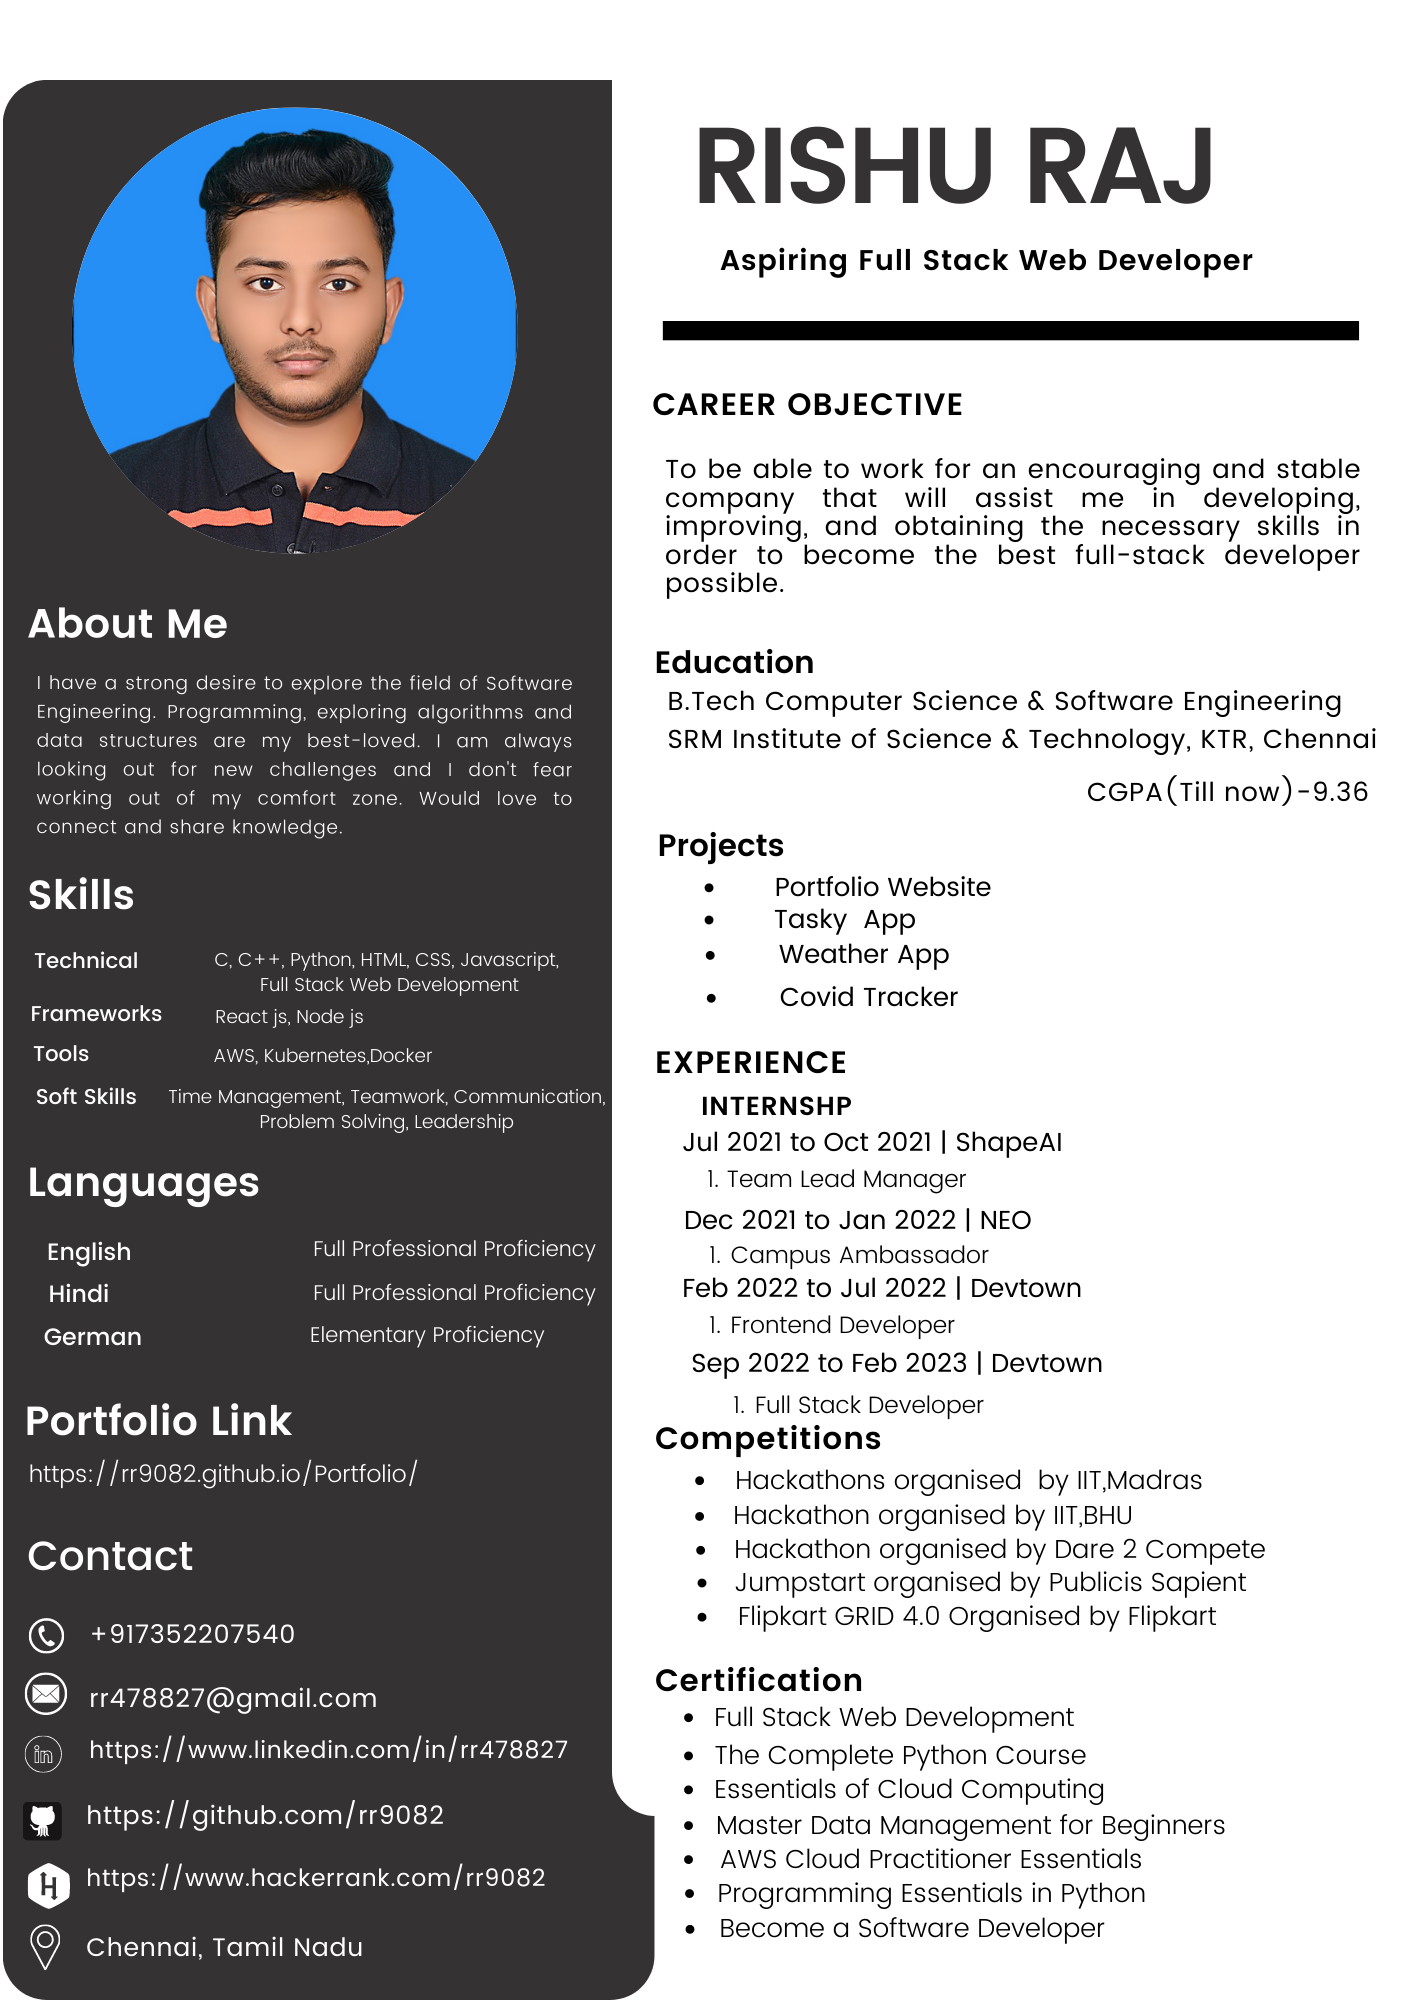 RISHU RAJ
Aspiring Full Stack Web Developer
About Me
I have a strong desire to explore the field of Software
Engineering. Programming, exploring algorithms and
data structures are my best-loved. I am always
looking out for new challenges and I don't fear
working out of my comfort zone. Would love to
connect and share knowledge.
Skills
Technical C, C++, Python, HTML, CSS, Javascript,
Full Stack Web Development
Frameworks React js, Node js
Tools AWS, Kubernetes,Docker
Soft Skills Time Management, Teamwork, Communication,
Problem Solving, Leadership
Languages
English Full Professional Proficiency
Hindi Full Professional Proficiency
German Elementary Proficiency
Portfolio Link
https://rr9082.github.io/Portfolio/
Contact
+917352207540
rr478827@gmail.com
in https://www.linkedin.com/in/rr478827
https://github.com/rr9082
H https://www.hackerrank.com/rr9082
Chennai, Tamil Nadu
CAREER OBJECTIVE
To be able to work for an encouraging and stable
company that will assist me in developing,
improving, and obtaining the necessary skills in
order to become the best full-stack developer
possible.
Education
B.Tech Computer Science & Software Engineering
SRM Institute of Science & Technology, KTR, Chennai
CGPA(Till now)-9.36
Projects
• Portfolio Website
• Tasky App
• Weather App
• Covid Tracker
EXPERIENCE
INTERNSHP
Jul 2021 to Oct 2021 | ShapeAI
1. Team Lead Manager
Dec 2021 to Jan 2022 | NEO
1. Campus Ambassador
Feb 2022 to Jul 2022 | Devtown
1. Frontend Developer
Sep 2022 to Feb 2023 | Devtown
1. Full Stack Developer
Competitions
• Hackathons organised by IIT,Madras
• Hackathon organised by IIT,BHU
• Hackathon organised by Dare 2 Compete
• Jumpstart organised by Publicis Sapient
• Flipkart GRID 4.0 Organised by Flipkart
Certification
• Full Stack Web Development
• The Complete Python Course
• Essentials of Cloud Computing
• Master Data Management for Beginners
• AWS Cloud Practitioner Essentials
• Programming Essentials in Python
• Become a Software Developer